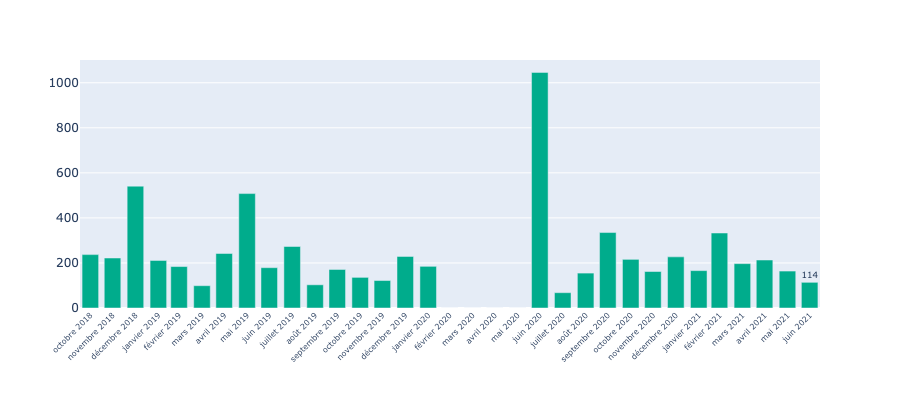 1000
800
600
400
200
0
114
octobre 2018
novembre 2018
décembre 2018
janvier 2019
février 2019
mars 2019
avril 2019
mai 2019
juin 2019
juillet 2019
août 2019
septembre 2019
octobre 2019
novembre 2019
décembre 2019
janvier 2020
février 2020
mars 2020
avril 2020
mai 2020
juin 2020
juillet 2020
août 2020
septembre 2020
octobre 2020
novembre 2020
décembre 2020
janvier 2021
février 2021
mars 2021
avril 2021
mai 2021
juin 2021